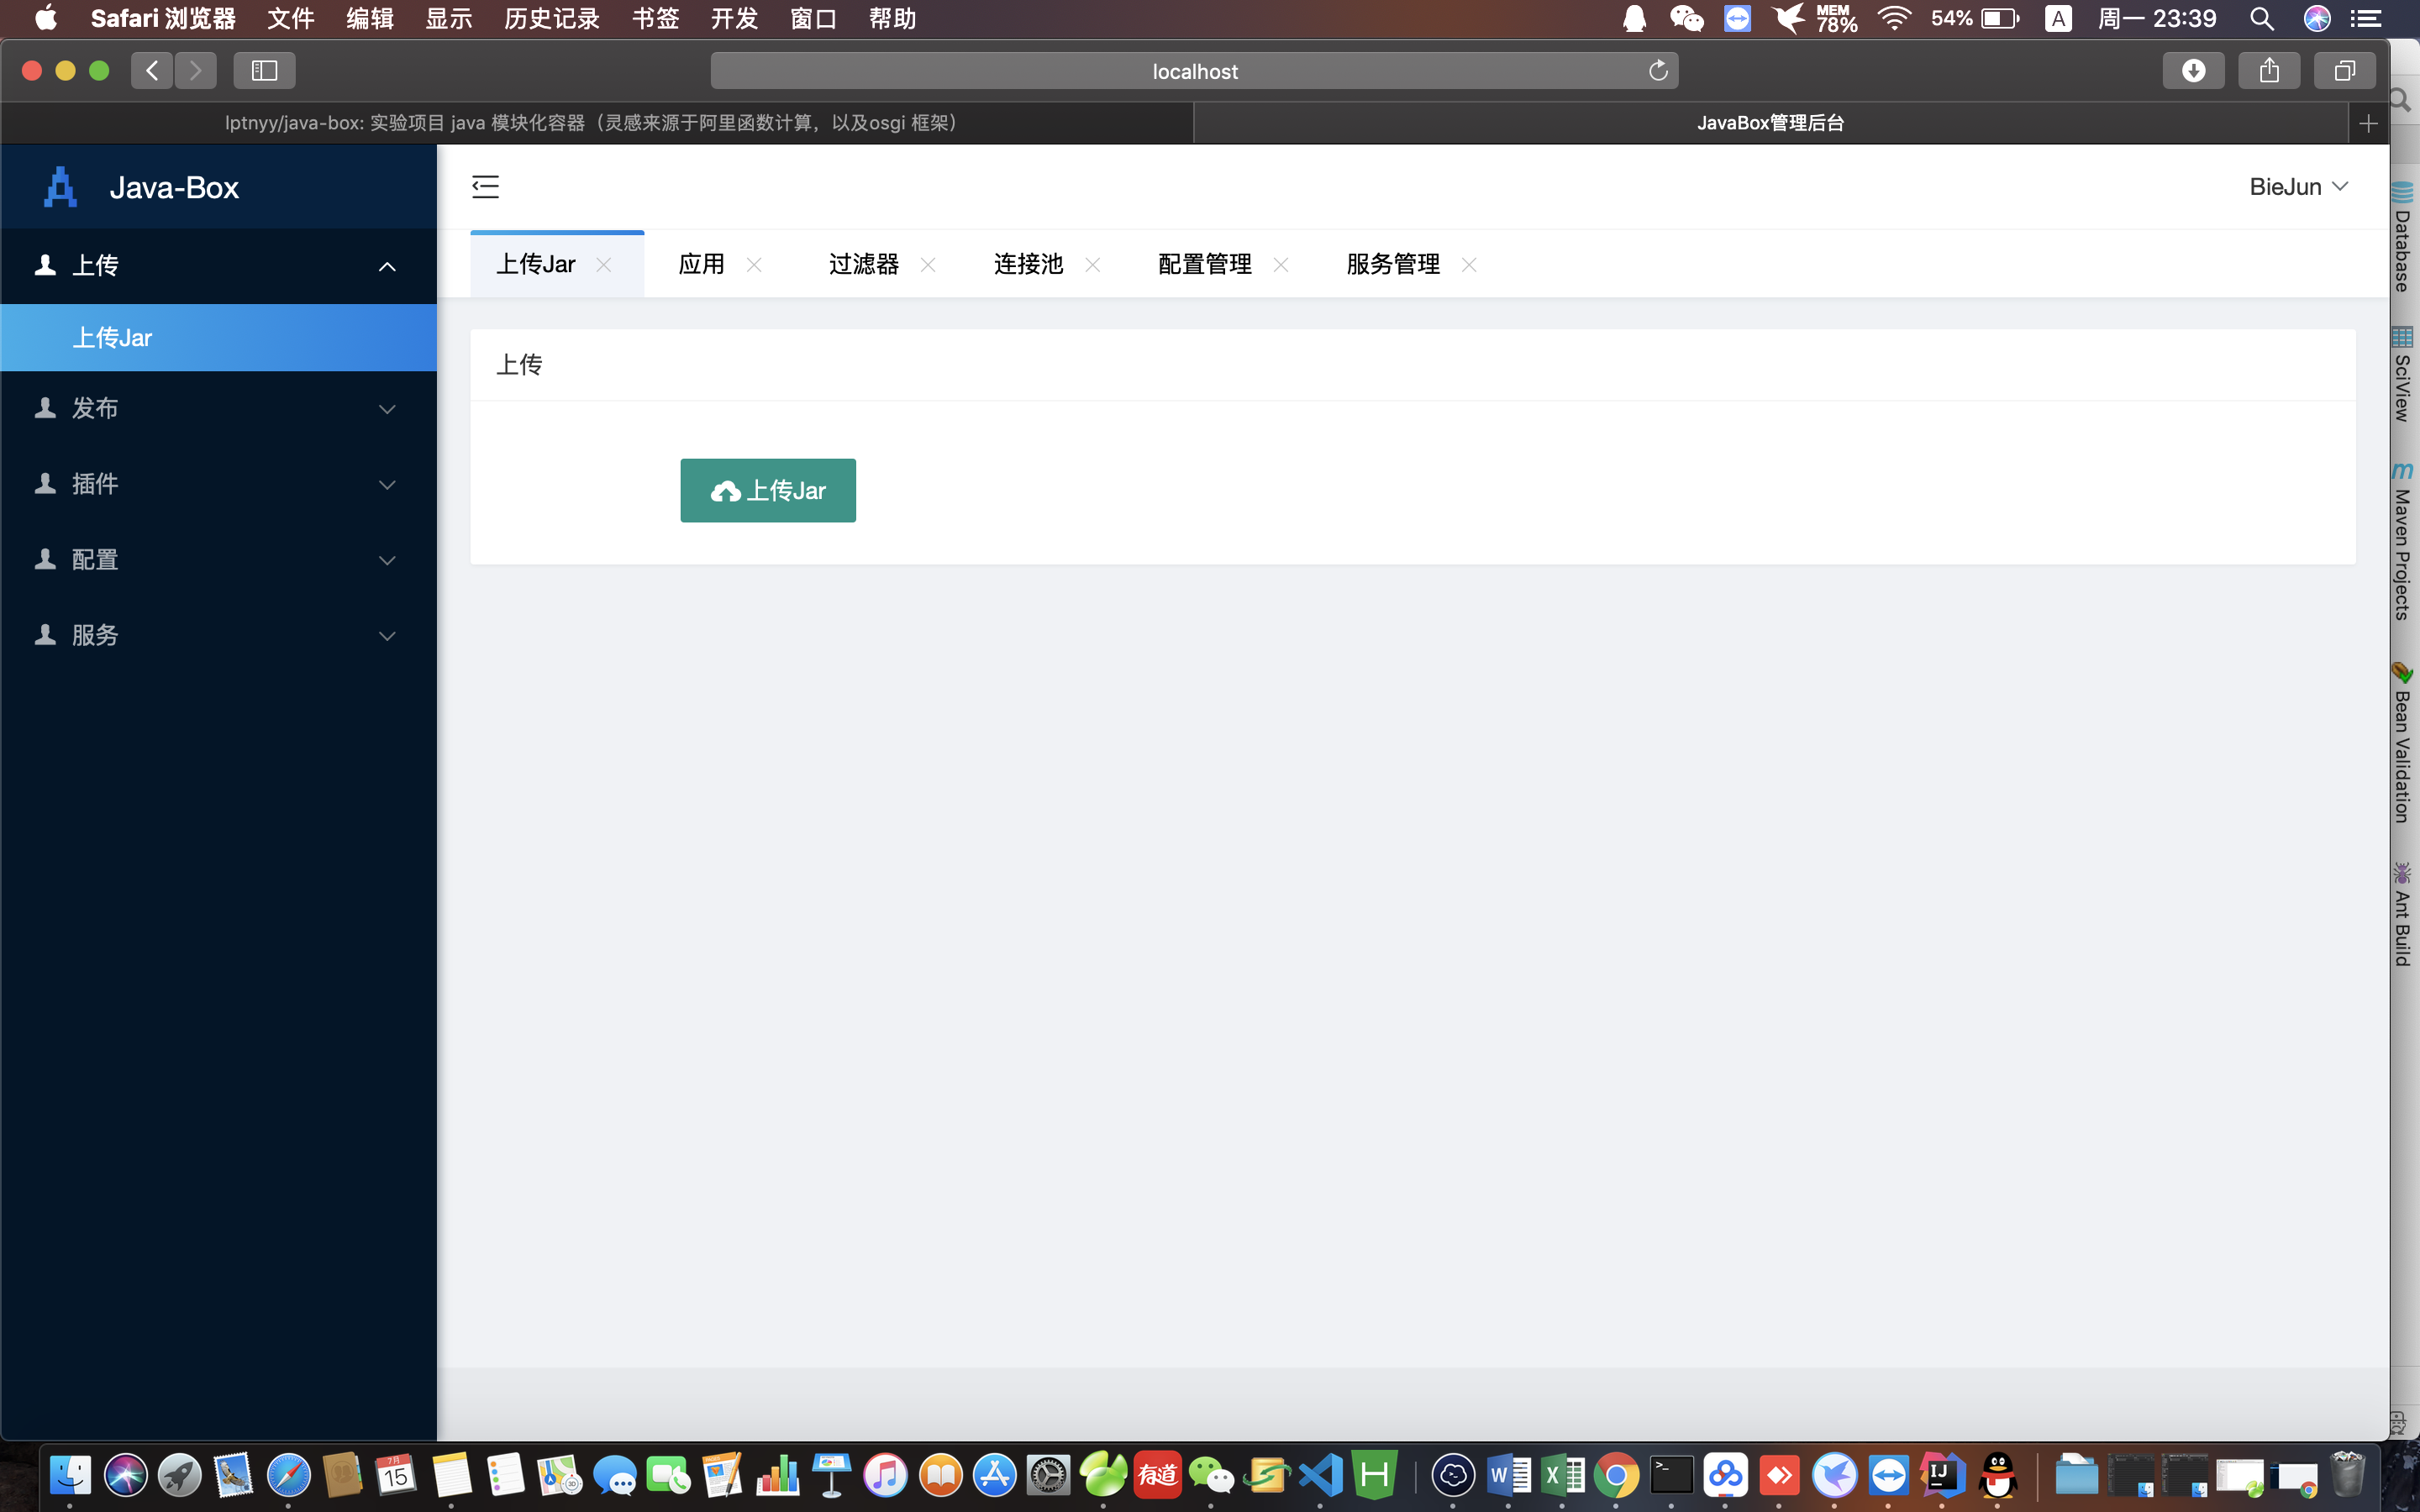 Safari 浏览器 文件 编辑 显示 历史记录 书签 开发 窗口 帮助 MEM 78% 54% A 周一 23:39
localhost
lptnyy/java-box: 实验项目 java 模块化容器（灵感来源于阿里函数计算，以及osgi 框架） JavaBox管理后台
Java-Box
BieJun
上传
上传Jar
发布
插件
配置
服务
上传Jar 应用 过滤器 连接池 配置管理 服务管理
上传
上传Jar
Database
SciView
m Maven Projects
Bean Validation
Ant Build
7月
15
有道
H
W
X
IJ